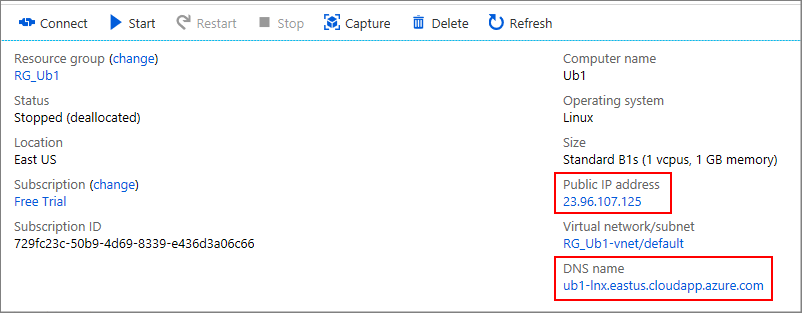 Connect Start Restart Stop Capture Delete Refresh
Resource group (change)
RG_Ub1
Status
Stopped (deallocated)
Location
East US
Subscription (change)
Free Trial
Subscription ID
729fc23c-50b9-4d69-8339-e436d3a06c66
Computer name
Ub1
Operating system
Linux
Size
Standard B1s (1 vcpus, 1 GB memory)
Public IP address
23.96.107.125
Virtual network/subnet
RG_Ub1-vnet/default
DNS name
ub1-lnx.eastus.cloudapp.azure.com